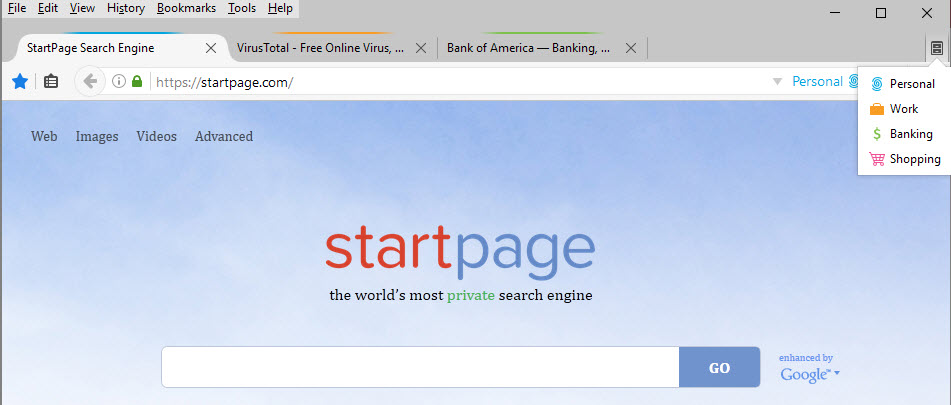 File Edit View History Bookmarks Tools Help
StartPage Search Engine VirusTotal - Free Online Virus, ... Bank of America — Banking, ...
https://startpage.com/ Personal
Personal
Work
Banking
Shopping
Web Images Videos Advanced
startpage
the world's most private search engine
GO
enhanced by
Google™